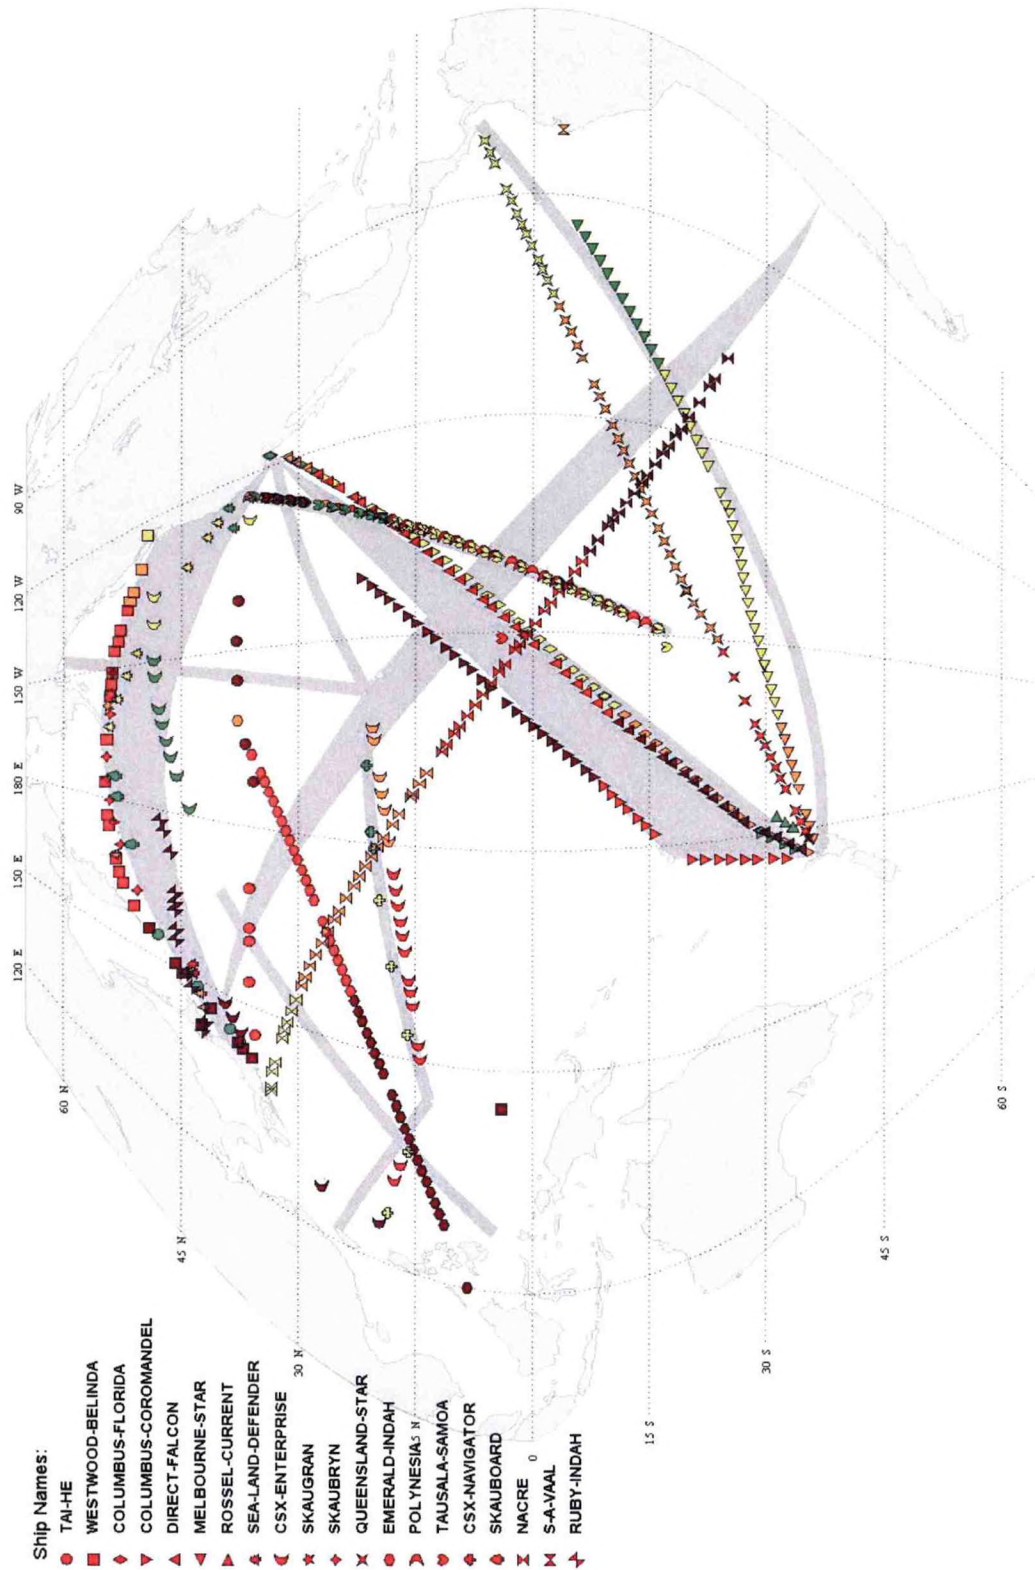 Ship Names:
TAI-HE
WESTWOOD-BELINDA
COLUMBUS-FLORIDA
COLUMBUS-COROMANDEL
DIRECT-FALCON
MELBOURNE-STAR
ROSSEL-CURRENT
SEA-LAND-DEFENDER
CSX-ENTERPRISE
SKAUGRAN
SKAUBRYN
QUEENSLAND-STAR
EMERALD-INDAH
POLYNESIA
TAUSALA-SAMOA
CSX-NAVIGATOR
SKAUBOARD
NACRE
S-A-VAAL
RUBY-INDAH
120 E
150 E
180 E
150 W
120 W
90 W
60 N
45 N
30 N
5 N
0
15 S
30 S
45 S
60 S